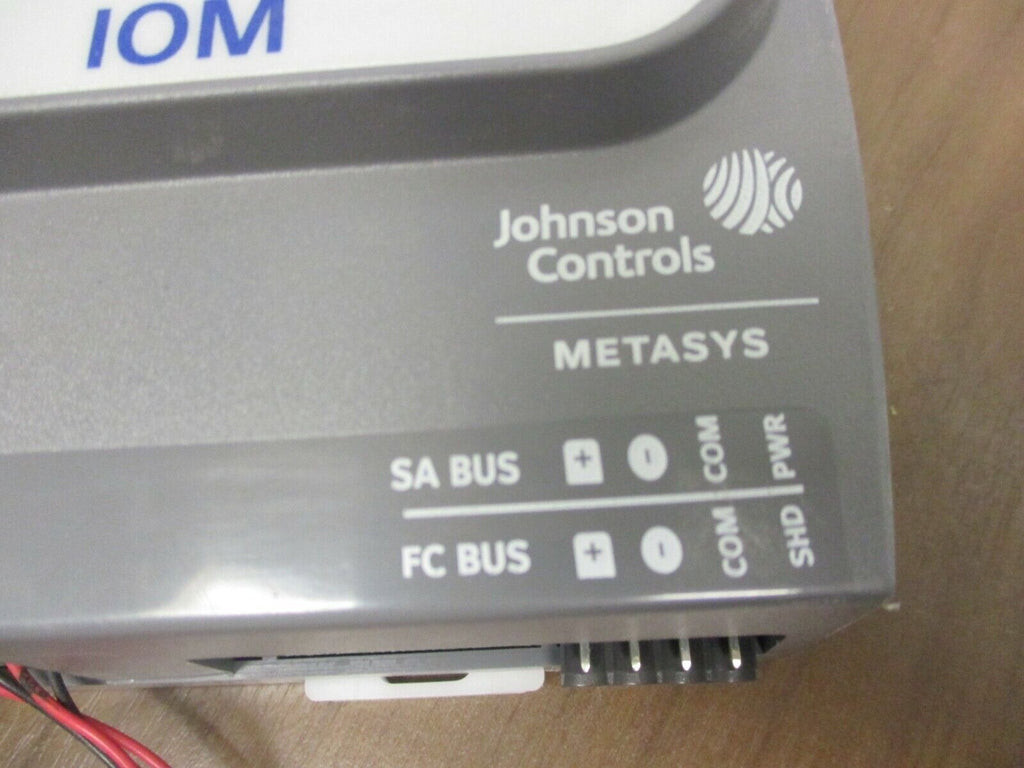 IOM
Johnson
Controls
METASYS
SA BUS + - COM PWR
FC BUS + - COM SHD